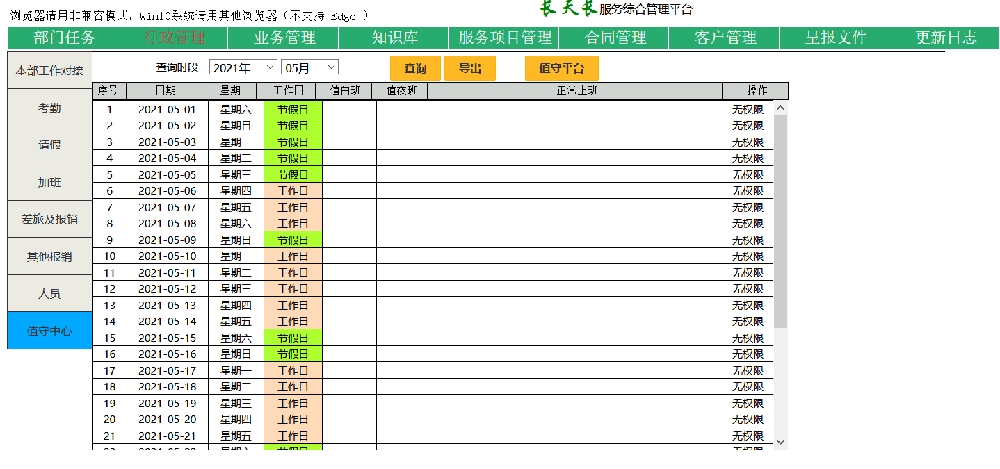 浏览器请用非兼容模式，Win10系统请用其他浏览器（不支持 Edge ）
长天长服务综合管理平台
部门任务 行政管理 业务管理 知识库 服务项目管理 合同管理 客户管理 呈报文件 更新日志
本部工作对接
考勤
请假
加班
差旅及报销
其他报销
人员
值守中心
查询时段 2021年 05月 查询 导出 值守平台
序号 日期 星期 工作日 值白班 值夜班 正常上班 操作
1 2021-05-01 星期六 节假日 无权限
2 2021-05-02 星期日 节假日 无权限
3 2021-05-03 星期一 节假日 无权限
4 2021-05-04 星期二 节假日 无权限
5 2021-05-05 星期三 节假日 无权限
6 2021-05-06 星期四 工作日 无权限
7 2021-05-07 星期五 工作日 无权限
8 2021-05-08 星期六 工作日 无权限
9 2021-05-09 星期日 节假日 无权限
10 2021-05-10 星期一 工作日 无权限
11 2021-05-11 星期二 工作日 无权限
12 2021-05-12 星期三 工作日 无权限
13 2021-05-13 星期四 工作日 无权限
14 2021-05-14 星期五 工作日 无权限
15 2021-05-15 星期六 节假日 无权限
16 2021-05-16 星期日 节假日 无权限
17 2021-05-17 星期一 工作日 无权限
18 2021-05-18 星期二 工作日 无权限
19 2021-05-19 星期三 工作日 无权限
20 2021-05-20 星期四 工作日 无权限
21 2021-05-21 星期五 工作日 无权限